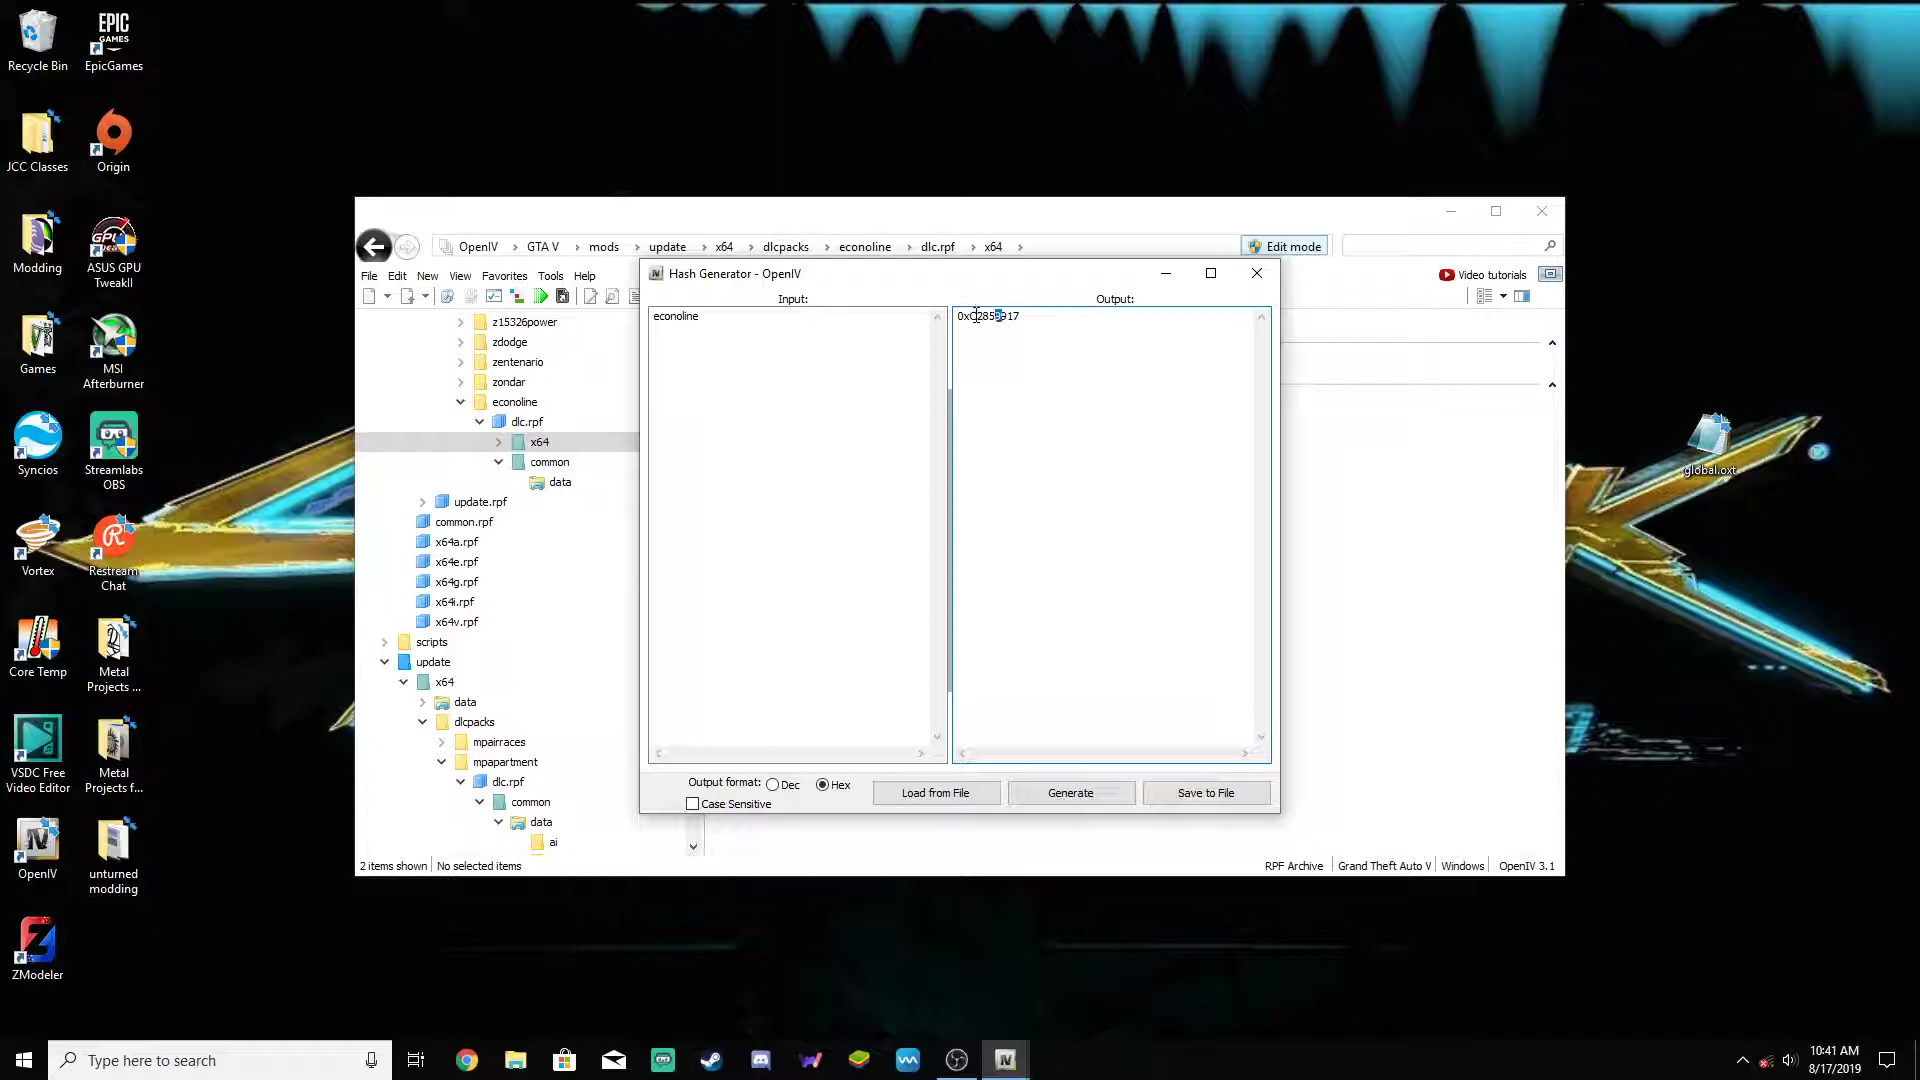 Recycle Bin
EPIC GAMES
EpicGames
JCC Classes
Origin
Modding
ASUS GPU TweakII
Games
MSI Afterburner
Syncios
Streamlabs OBS
Vortex
Restream Chat
Core Temp
Metal Projects ...
VSDC Free Video Editor
Metal Projects f...
OpenIV
unturned modding
ZModeler
global.oxt
OpenIV
GTA V
mods
update
x64
dlcpacks
econoline
dlc.rpf
x64
Edit mode
File Edit New View Favorites Tools Help
Video tutorials
z15326power
zdodge
zentenario
zondar
econoline
dlc.rpf
x64
common
data
update.rpf
common.rpf
x64a.rpf
x64e.rpf
x64g.rpf
x64i.rpf
x64v.rpf
scripts
update
x64
data
dlcpacks
mpairraces
mpapartment
dlc.rpf
common
data
ai
2 items shown
No selected items
RPF Archive
Grand Theft Auto V
Windows
OpenIV 3.1
Hash Generator - OpenIV
Input:
Output:
econoline
Output format:
Dec
Hex
Case Sensitive
Load from File
Generate
Save to File
Type here to search
10:41 AM
8/17/2019